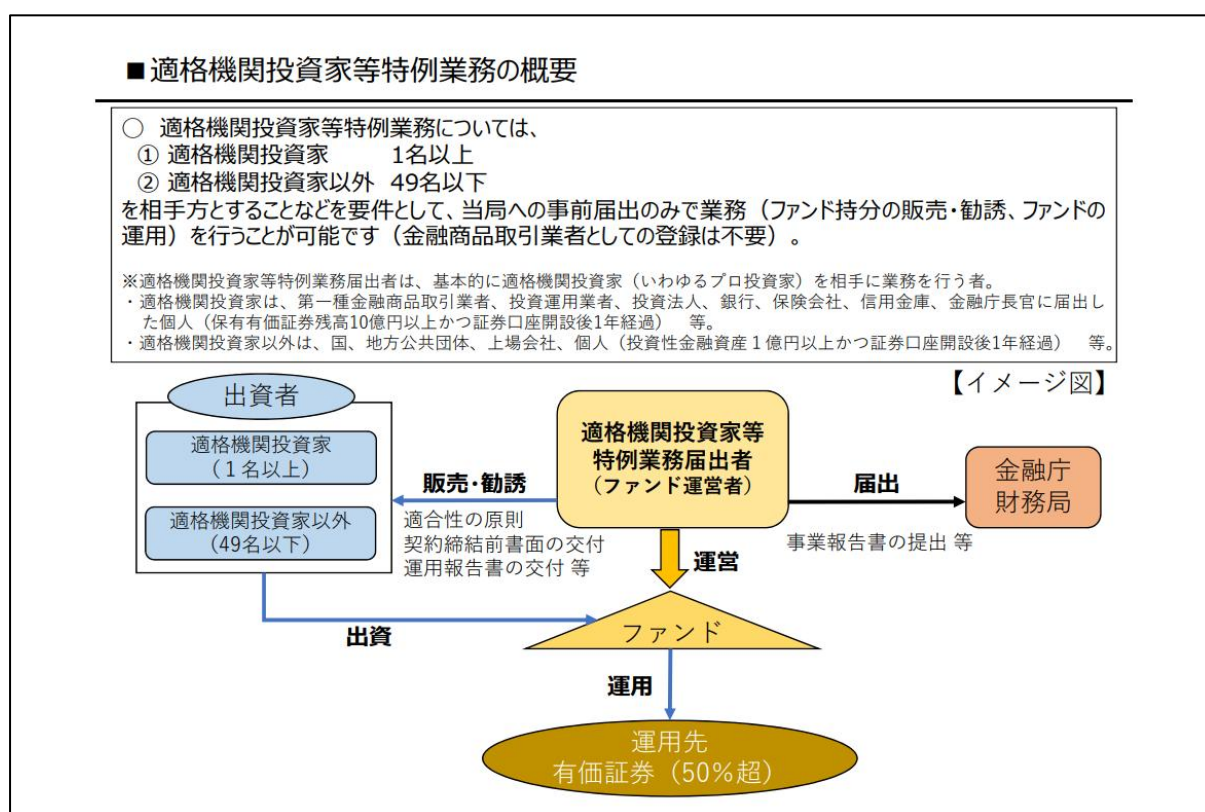 ■適格機関投資家等特例業務の概要
○ 適格機関投資家等特例業務については、
① 適格機関投資家 1名以上
② 適格機関投資家以外 49名以下
を相手方とすることなどを要件として、当局への事前届出のみで業務（ファンド持分の販売・勧誘、ファンドの
運用）を行うことが可能です（金融商品取引業者としての登録は不要）。
※適格機関投資家等特例業務届出者は、基本的に適格機関投資家（いわゆるプロ投資家）を相手に業務を行う者。
・適格機関投資家は、第一種金融商品取引業者、投資運用業者、投資法人、銀行、保険会社、信用金庫、金融庁長官に届出し
た個人（保有有価証券残高10億円以上かつ証券口座開設後1年経過） 等。
・適格機関投資家以外は、国、地方公共団体、上場会社、個人（投資性金融資産１億円以上かつ証券口座開設後1年経過） 等。
【イメージ図】
出資者
適格機関投資家
（１名以上）
適格機関投資家以外
（49名以下）
販売・勧誘
適合性の原則
契約締結前書面の交付
運用報告書の交付 等
適格機関投資家等
特例業務届出者
（ファンド運営者）
届出
事業報告書の提出 等
金融庁
財務局
運営
出資
ファンド
運用
運用先
有価証券（50％超）